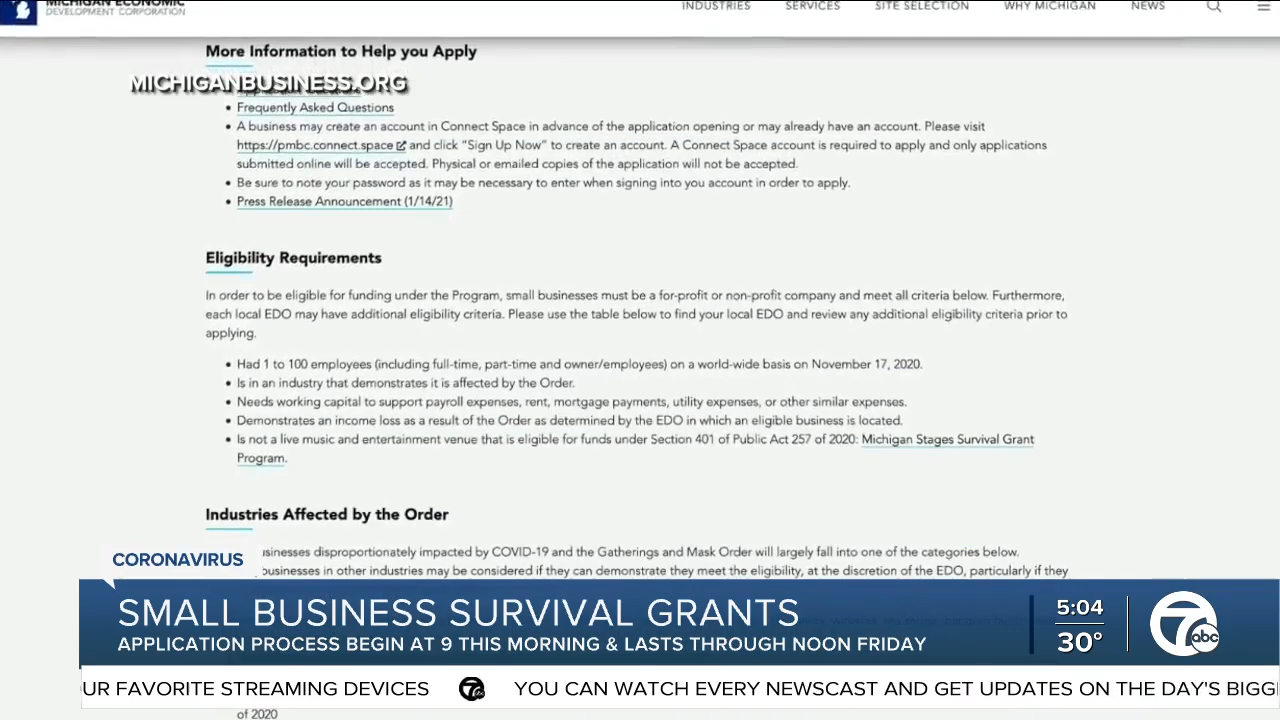 MICHIGAN ECONOMIC
DEVELOPMENT CORPORATION
INDUSTRIES SERVICES SITE SELECTION WHY MICHIGAN NEWS
More Information to Help you Apply
MICHIGANBUSINESS.ORG
• Frequently Asked Questions
• A business may create an account in Connect Space in advance of the application opening or may already have an account. Please visit
https://pmbc.connect.space and click “Sign Up Now” to create an account. A Connect Space account is required to apply and only applications
submitted online will be accepted. Physical or emailed copies of the application will not be accepted.
• Be sure to note your password as it may be necessary to enter when signing into you account in order to apply.
• Press Release Announcement (1/14/21)
Eligibility Requirements
In order to be eligible for funding under the Program, small businesses must be a for-profit or non-profit company and meet all criteria below. Furthermore,
each local EDO may have additional eligibility criteria. Please use the table below to find your local EDO and review any additional eligibility criteria prior to
applying.
• Had 1 to 100 employees (including full-time, part-time and owner/employees) on a world-wide basis on November 17, 2020.
• Is in an industry that demonstrates it is affected by the Order.
• Needs working capital to support payroll expenses, rent, mortgage payments, utility expenses, or other similar expenses.
• Demonstrates an income loss as a result of the Order as determined by the EDO in which an eligible business is located.
• Is not a live music and entertainment venue that is eligible for funds under Section 401 of Public Act 257 of 2020: Michigan Stages Survival Grant
Program.
Industries Affected by the Order
usinesses disproportionately impacted by COVID-19 and the Gatherings and Mask Order will largely fall into one of the categories below.
businesses in other industries may be considered if they can demonstrate they meet the eligibility, at the discretion of the EDO, particularly if they
CORONAVIRUS
SMALL BUSINESS SURVIVAL GRANTS
APPLICATION PROCESS BEGIN AT 9 THIS MORNING & LASTS THROUGH NOON FRIDAY
5:04
30°
7 abc
UR FAVORITE STREAMING DEVICES 7 YOU CAN WATCH EVERY NEWSCAST AND GET UPDATES ON THE DAY'S BIGG
of 2020